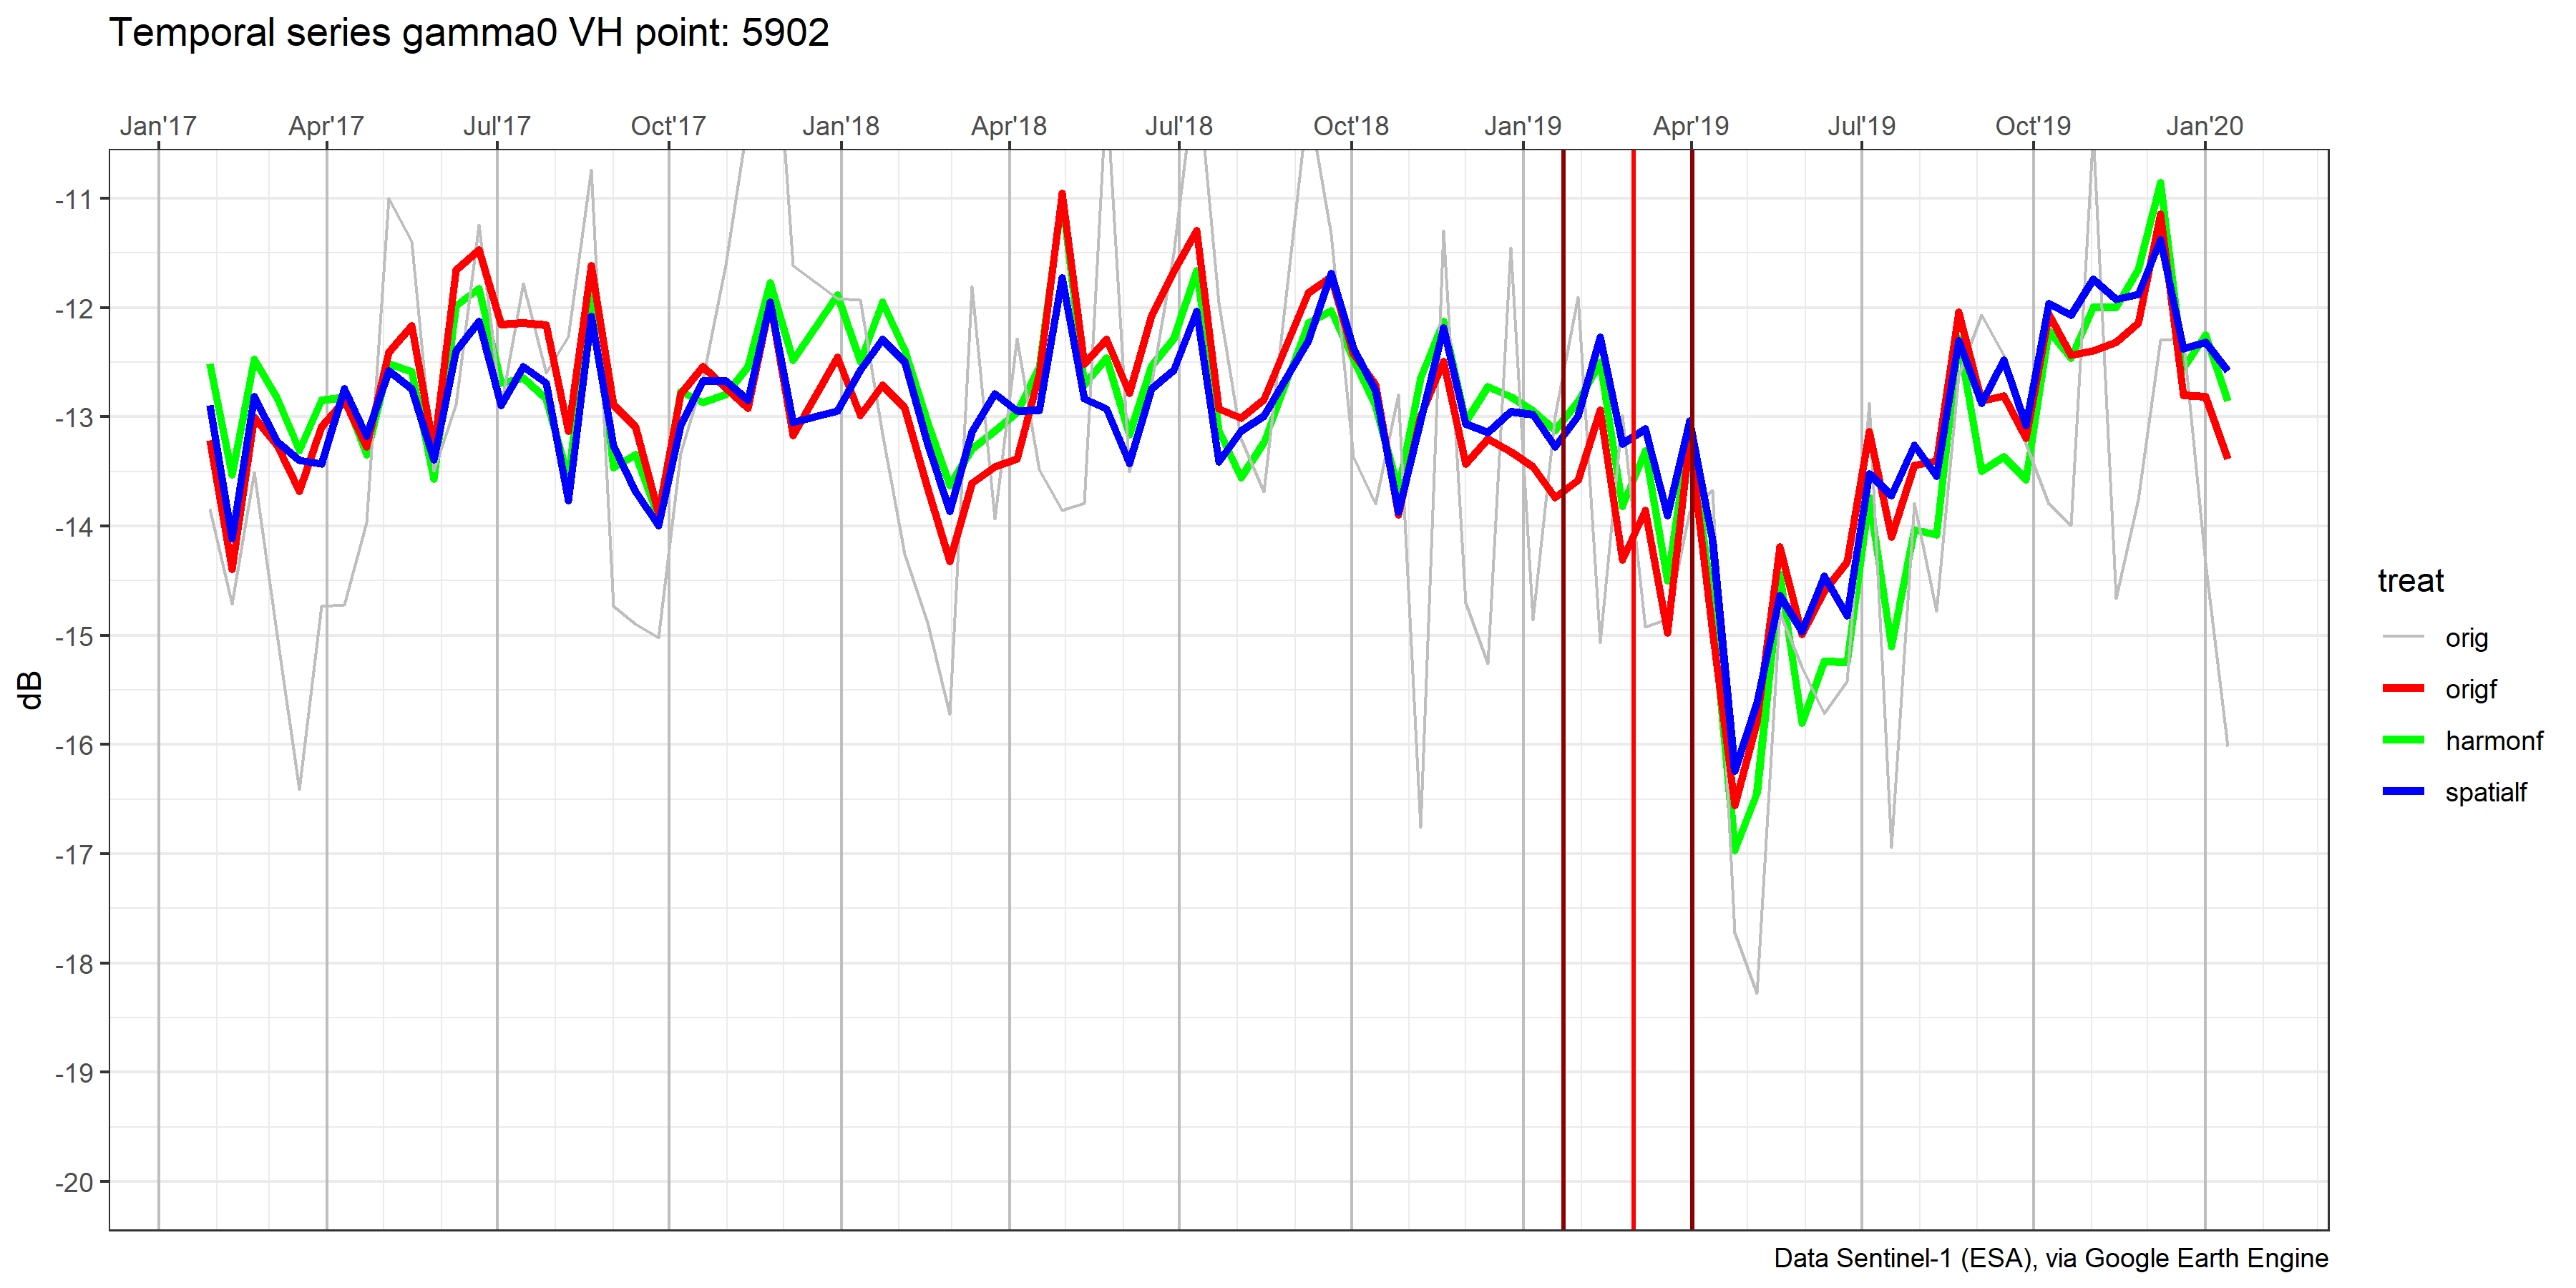 Temporal series gamma0 VH point: 5902
Jan'17 Apr'17 Jul'17 Oct'17 Jan'18 Apr'18 Jul'18 Oct'18 Jan'19 Apr'19 Jul'19 Oct'19 Jan'20
-11
-12
-13
-14
-15
-16
-17
-18
-19
-20
dB
treat
orig
origf
harmonf
spatialf
Data Sentinel-1 (ESA), via Google Earth Engine